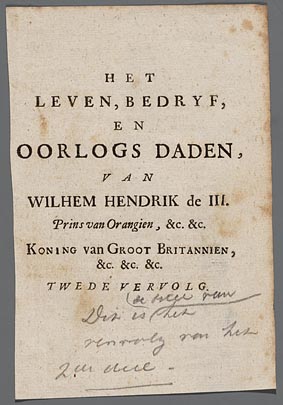 HET
LEVEN, BEDRYF,
EN
OORLOGS DADEN,
VAN
WILHEM HENDRIK de III.
Prins van Orangien, &c. &c.
KONING van GROOT BRITANNIEN,
&c. &c. &c.
TWEDE VERVOLG.
van
Dit is het
vervolg van het
2de deel.